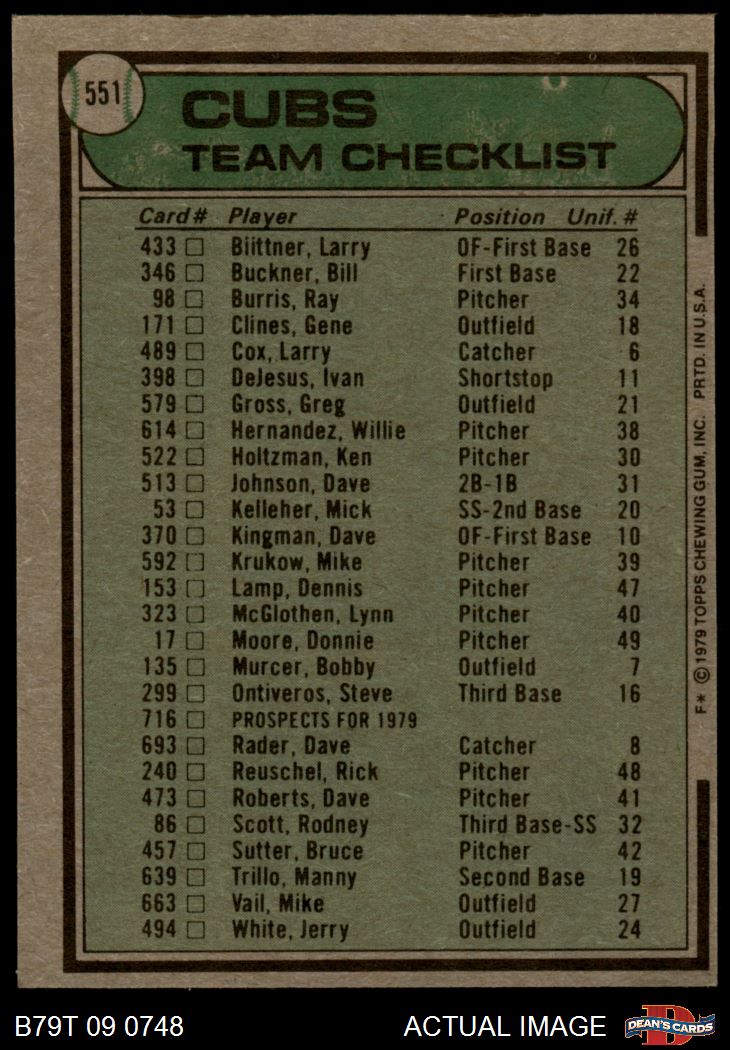 551
CUBS
TEAM CHECKLIST
Card# Player Position Unif. #
433 Biittner, Larry OF-First Base 26
346 Buckner, Bill First Base 22
98 Burris, Ray Pitcher 34
171 Clines, Gene Outfield 18
489 Cox, Larry Catcher 6
398 DeJesus, Ivan Shortstop 11
579 Gross, Greg Outfield 21
614 Hernandez, Willie Pitcher 38
522 Holtzman, Ken Pitcher 30
513 Johnson, Dave 2B-1B 31
53 Kelleher, Mick SS-2nd Base 20
370 Kingman, Dave OF-First Base 10
592 Krukow, Mike Pitcher 39
153 Lamp, Dennis Pitcher 47
323 McGlothen, Lynn Pitcher 40
17 Moore, Donnie Pitcher 49
135 Murcer, Bobby Outfield 7
299 Ontiveros, Steve Third Base 16
716 PROSPECTS FOR 1979
693 Rader, Dave Catcher 8
240 Reuschel, Rick Pitcher 48
473 Roberts, Dave Pitcher 41
86 Scott, Rodney Third Base-SS 32
457 Sutter, Bruce Pitcher 42
639 Trillo, Manny Second Base 19
663 Vail, Mike Outfield 27
494 White, Jerry Outfield 24
F* © 1979 TOPPS CHEWING GUM, INC. PRTD. IN U.S.A.
B79T 09 0748 ACTUAL IMAGE
D
DEAN'S CARDS